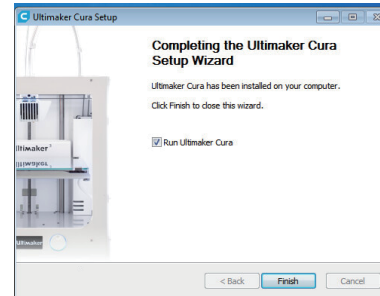 Ultimaker Cura Setup
Completing the Ultimaker Cura
Setup Wizard
Ultimaker Cura has been installed on your computer.
Click Finish to close this wizard.
Run Ultimaker Cura
Ultimaker
Ultimaker
< Back
Finish
Cancel